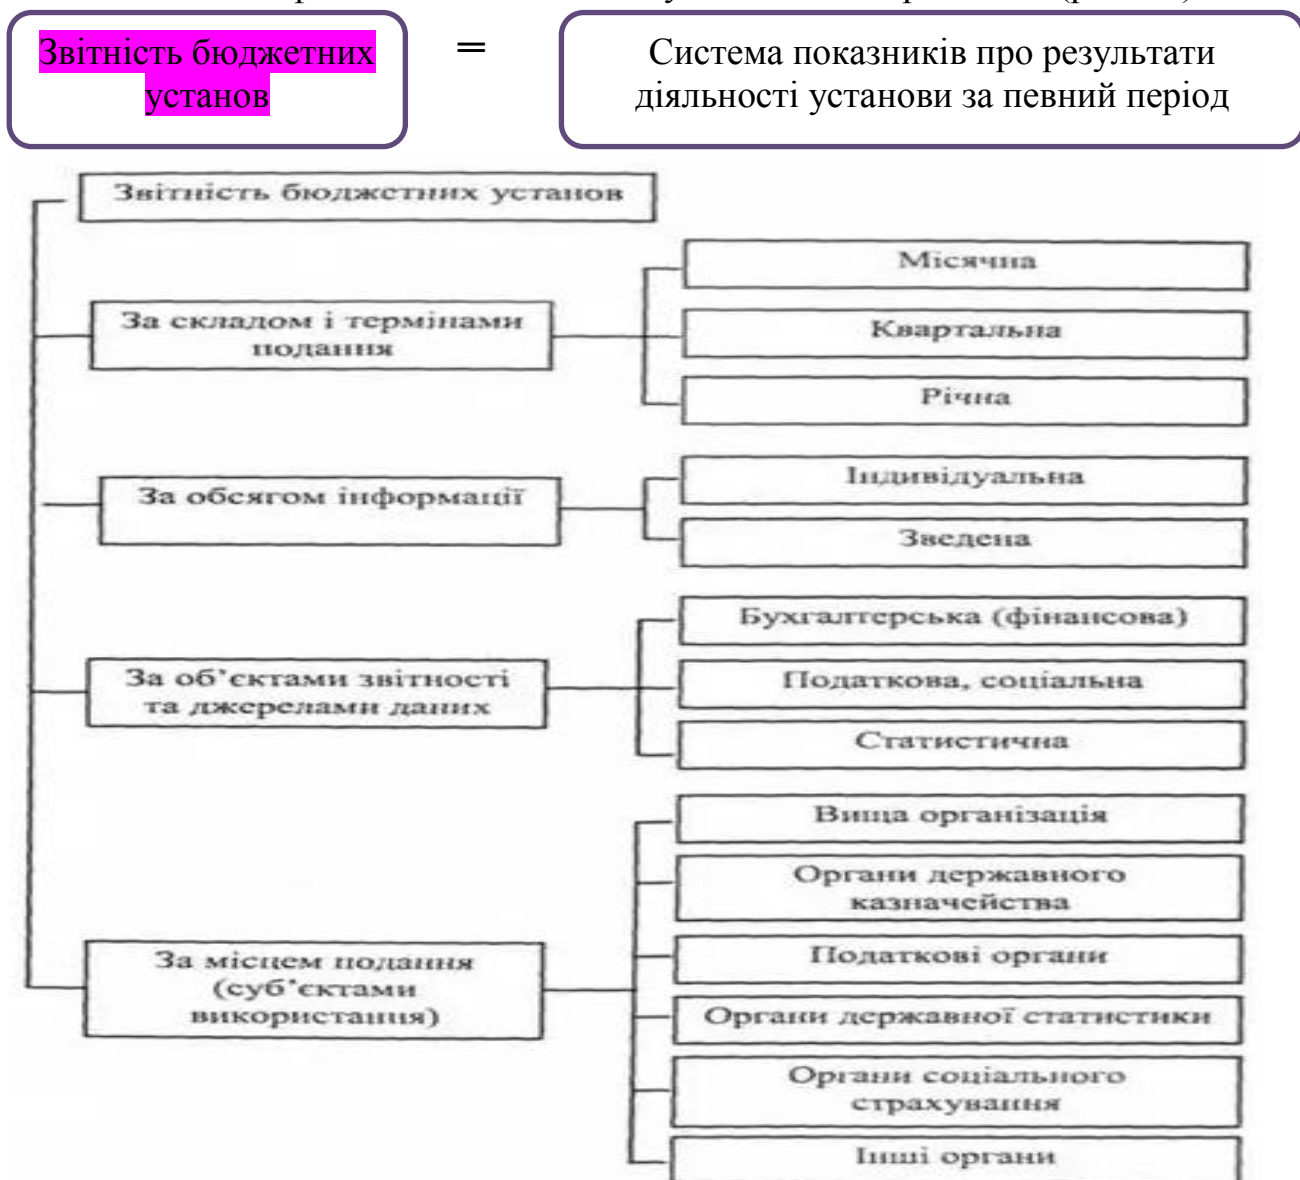 Звітність бюджетних
установ
=
Система показників про результати
діяльності установи за певний період
Звітність бюджетних установ
За складом і термінами
подання
Місячна
Квартальна
Річна
За обсягом інформації
Індивідуальна
Зведена
За об’єктами звітності
та джерелами даних
Бухгалтерська (фінансова)
Податкова, соціальна
Статистична
За місцем подання
(суб’єктами
використання)
Вища організація
Органи державного
казначейства
Податкові органи
Органи державної статистики
Органи соціального
страхування
Інші органи